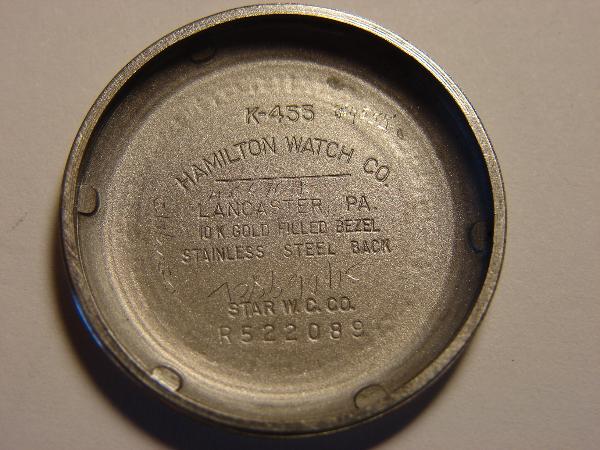 K-455
HAMILTON WATCH CO.
LANCASTER, PA.
10 K GOLD FILLED BEZEL
STAINLESS STEEL BACK
STAR W.C.CO.
R522089